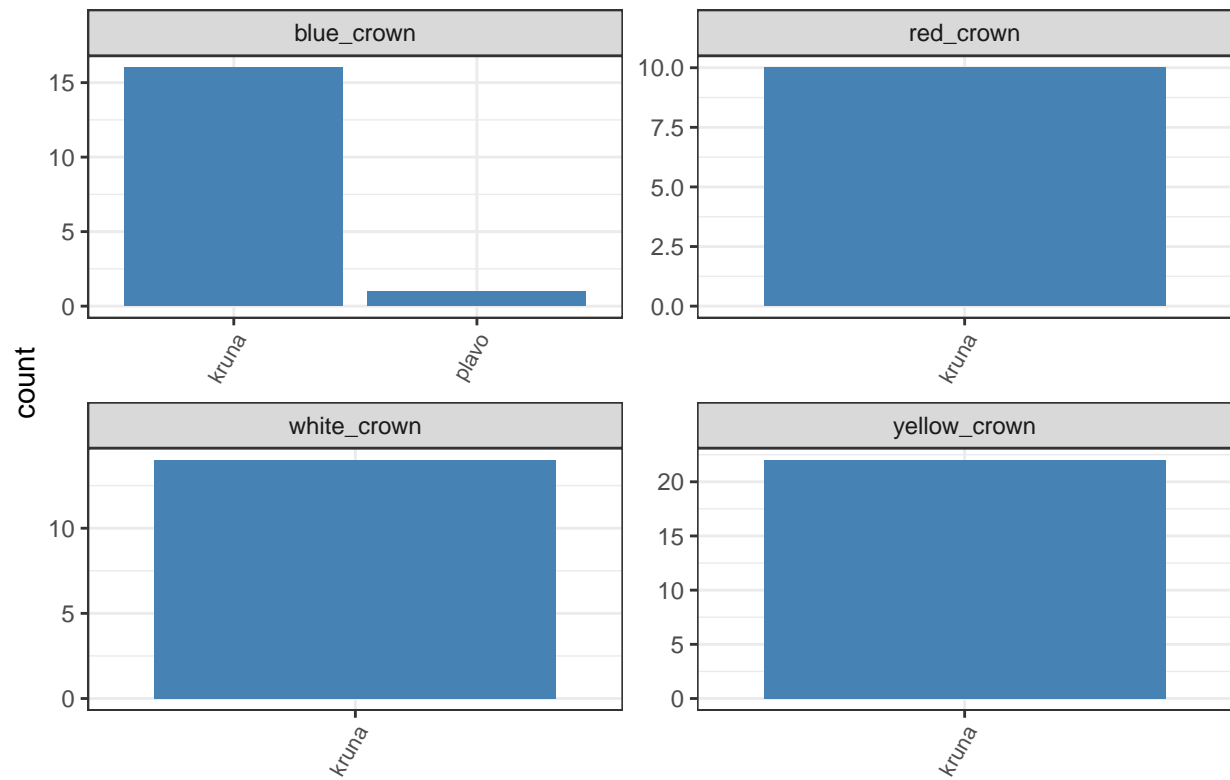 blue_crown
15
10
5
0
kruna
plavo
red_crown
10.0
7.5
5.0
2.5
0.0
kruna
count
white_crown
10
5
0
kruna
yellow_crown
20
15
10
5
0
kruna